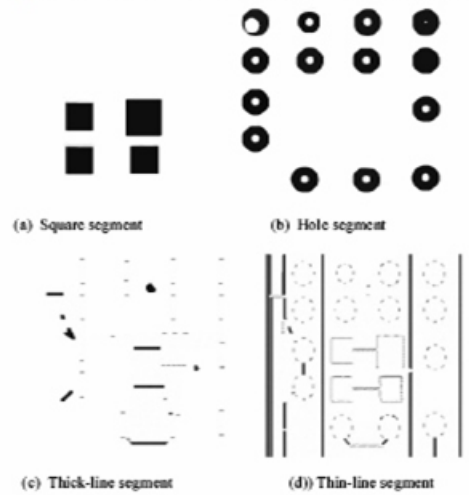 (a) Square segment
(b) Hole segment
(c) Thick-line segment
(d)) Thin-line segment